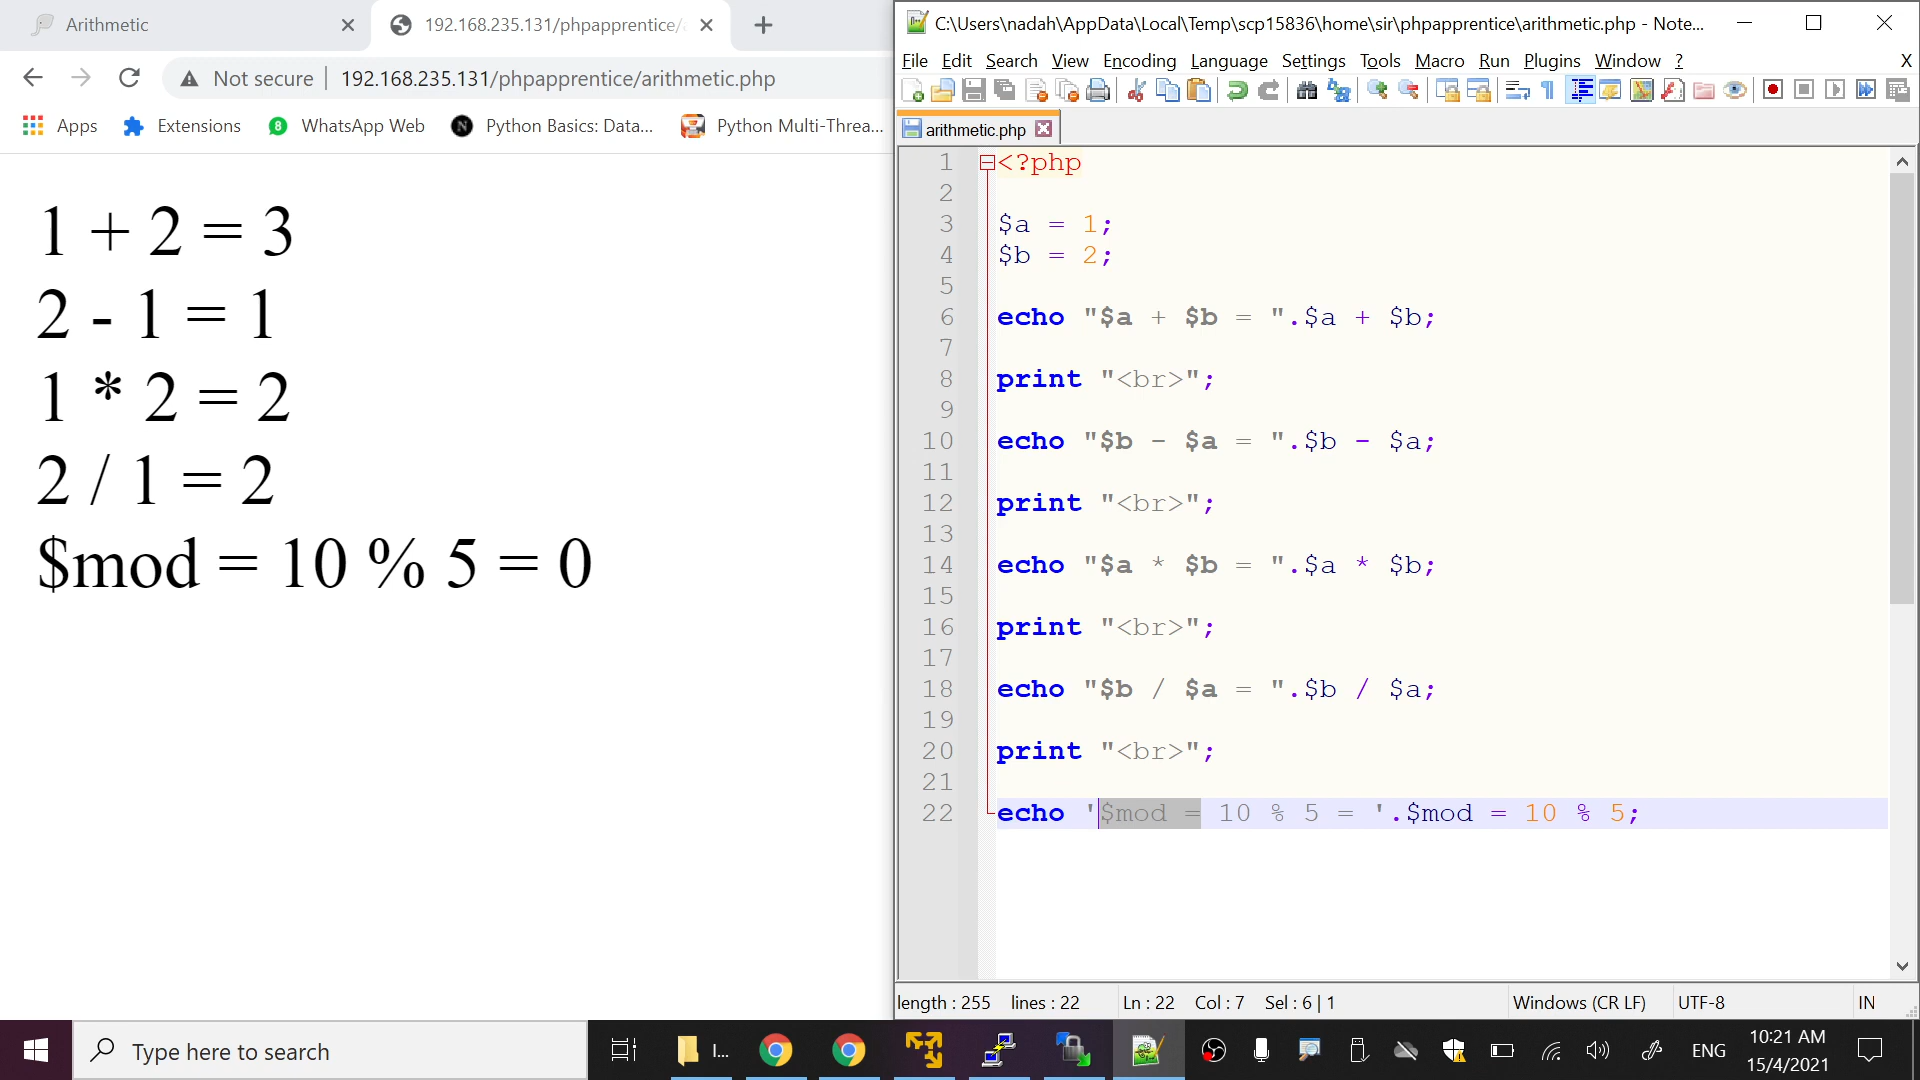 Arithmetic
192.168.235.131/phpapprentice/a
Not secure
192.168.235.131/phpapprentice/arithmetic.php
Apps
Extensions
8
WhatsApp Web
N
Python Basics: Data...
Python Multi-Threa...
1 + 2 = 3
2 - 1 = 1
1 * 2 = 2
2 / 1 = 2
$mod = 10 % 5 = 0
C:\Users\nadah\AppData\Local\Temp\scp15836\home\sir\phpapprentice\arithmetic.php - Note...
File Edit Search View Encoding Language Settings Tools Macro Run Plugins Window ? X
arithmetic.php
1 <?php
2
3 $a = 1;
4 $b = 2;
5
6 echo "$a + $b = ".$a + $b;
7
8 print "<br>";
9
10 echo "$b - $a = ".$b - $a;
11
12 print "<br>";
13
14 echo "$a * $b = ".$a * $b;
15
16 print "<br>";
17
18 echo "$b / $a = ".$b / $a;
19
20 print "<br>";
21
22 echo '$mod = 10 % 5 = '.$mod = 10 % 5;
length : 255 lines : 22 Ln : 22 Col : 7 Sel : 6 | 1 Windows (CR LF) UTF-8 IN
Type here to search
I...
ENG
10:21 AM
15/4/2021